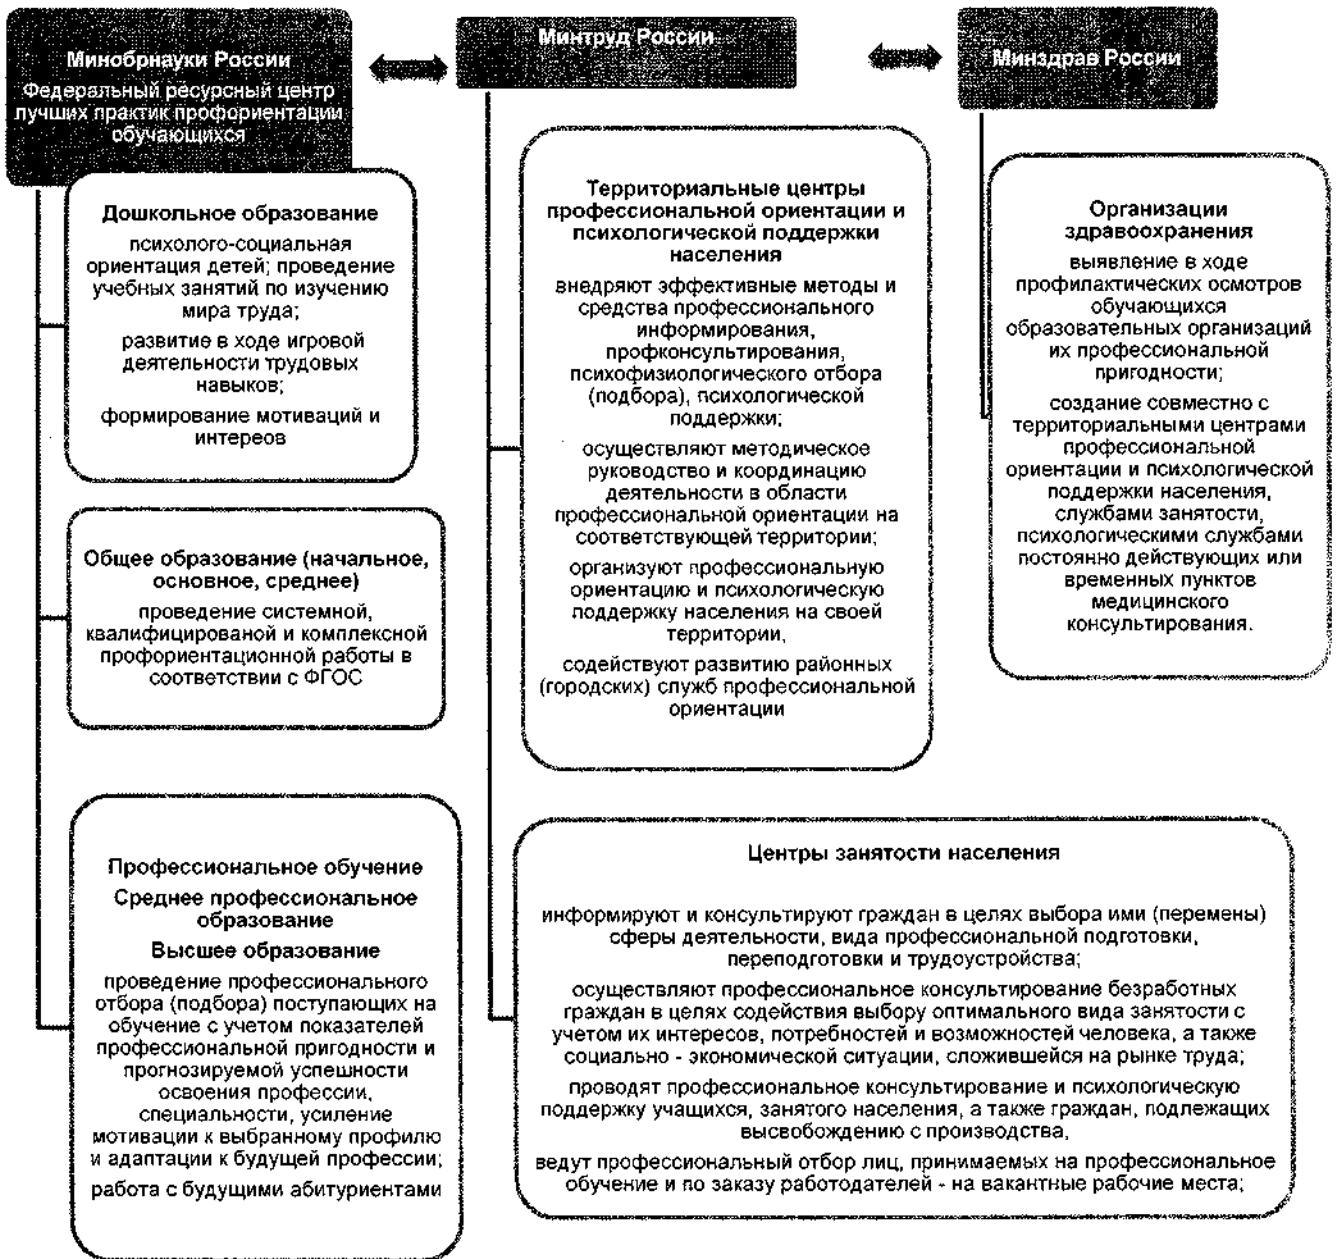 Минобрнауки России
Федеральный ресурсный центр
лучших практик профориентации
обучающихся
Минтруд России
Минздрав России
Дошкольное образование
психолого-социальная
ориентация детей; проведение
учебных занятий по изучению
мира труда;
развитие в ходе игровой
деятельности трудовых
навыков;
формирование мотиваций и
интереов
Общее образование (начальное,
основное, среднее)
проведение системной,
квалифицированой и комплексной
профориентационной работы в
соответствии с ФГОС
Профессиональное обучение
Среднее профессиональное
образование
Высшее образование
проведение профессионального
отбора (подбора) поступающих на
обучение с учетом показателей
профессиональной пригодности и
прогнозируемой успешности
освоения профессии,
специальности, усиление
мотивации к выбранному профилю
и адаптации к будущей профессии;
работа с будущими абитуриентами
Территориальные центры
профессиональной ориентации и
психологической поддержки
населения
внедряют эффективные методы и
средства профессионального
информирования,
профконсультирования,
психофизиологического отбора
(подбора), психологической
поддержки;
осуществляют методическое
руководство и координацию
деятельности в области
профессиональной ориентации на
соответствующей территории;
организуют профессиональную
ориентацию и психологическую
поддержку населения на своей
территории,
содействуют развитию районных
(городских) служб профессиональной
ориентации
Центры занятости населения
информируют и консультируют граждан в целях выбора ими (перемены)
сферы деятельности, вида профессиональной подготовки,
переподготовки и трудоустройства;
осуществляют профессиональное консультирование безработных
граждан в целях содействия выбору оптимального вида занятости с
учетом их интересов, потребностей и возможностей человека, а также
социально - экономической ситуации, сложившейся на рынке труда;
проводят профессиональное консультирование и психологическую
поддержку учащихся, занятого населения, а также граждан, подлежащих
высвобождению с производства,
ведут профессиональный отбор лиц, принимаемых на профессиональное
обучение и по заказу работодателей - на вакантные рабочие места;
Организации
здравоохранения
выявление в ходе
профилактических осмотров
обучающихся
образовательных организаций
их профессиональной
пригодности;
создание совместно с
территориальными центрами
профессиональной
ориентации и психологической
поддержки населения,
службами занятости,
психологическими службами
постоянно действующих или
временных пунктов
медицинского
консультирования.